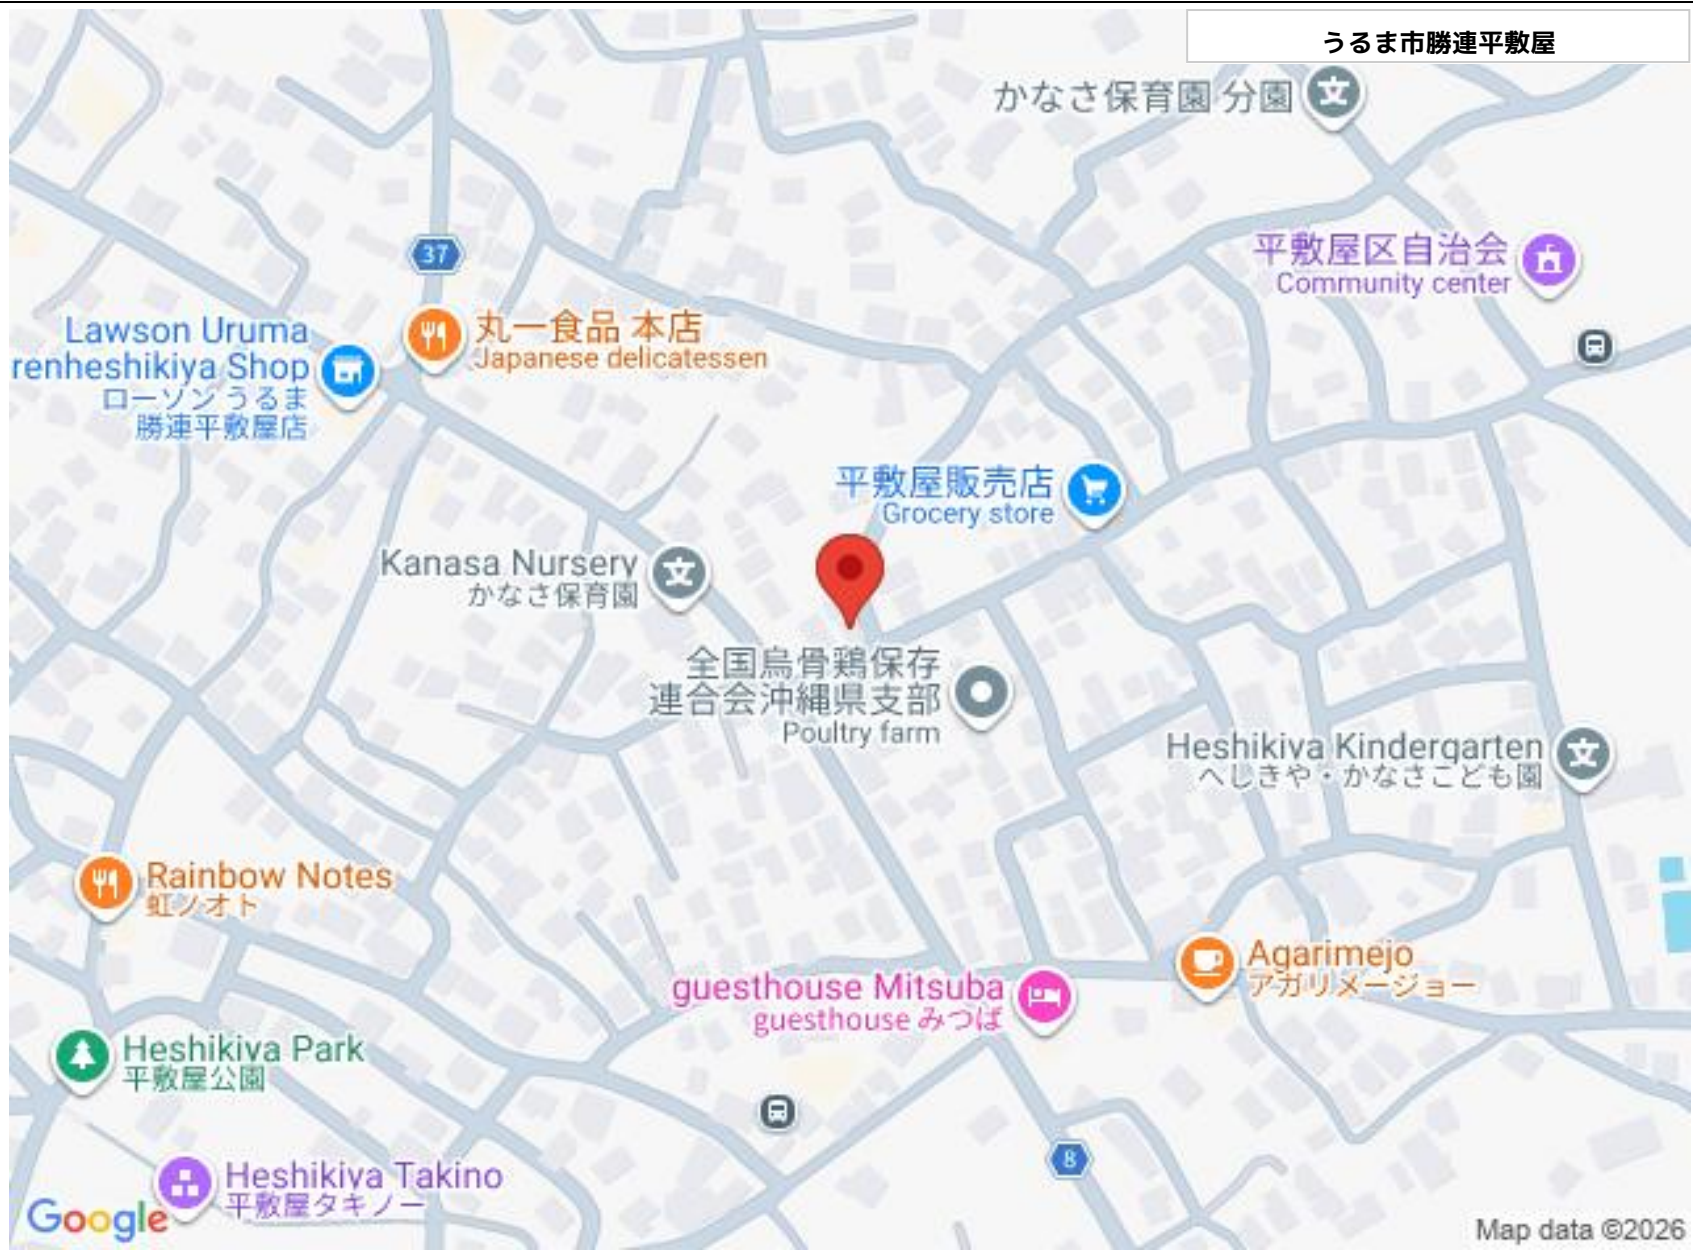 うるま市勝連平敷屋
かなさ保育園 分園
平敷屋区自治会
Community center
37
丸一食品 本店
Japanese delicatessen
Lawson Uruma
renheshikiya Shop
ローソン うるま
勝連平敷屋店
平敷屋販売店
Grocery store
Kanasa Nursery
かなさ保育園
全国烏骨鶏保存
連合会沖縄県支部
Poultry farm
Heshikiya Kindergarten
へしきや・かなさこども園
Rainbow Notes
虹ノオト
Agarimejo
アガリメージョー
guesthouse Mitsuba
guesthouse みつば
Heshikiya Park
平敷屋公園
8
Heshikiya Takino
平敷屋タキノー
Google
Map data ©2026